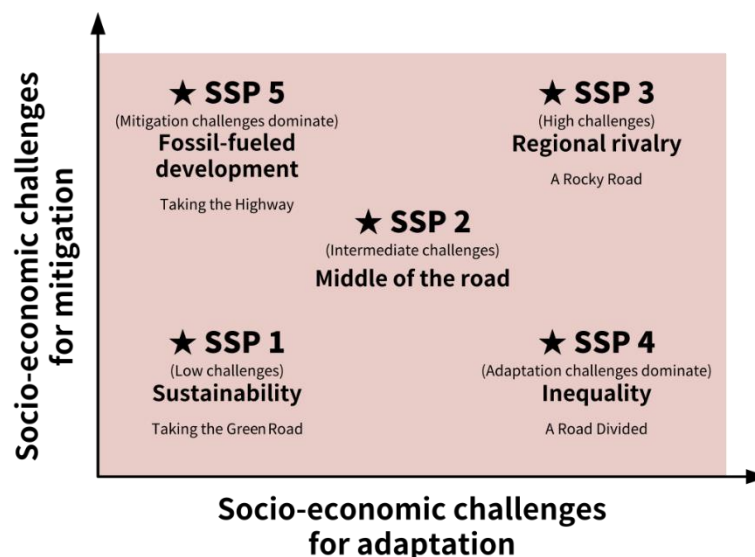 Socio-economic challenges
for mitigation
★ SSP 5
(Mitigation challenges dominate)
Fossil-fueled
development
Taking the Highway
★ SSP 3
(High challenges)
Regional rivalry
A Rocky Road
★ SSP 2
(Intermediate challenges)
Middle of the road
★ SSP 1
(Low challenges)
Sustainability
Taking the Green Road
★ SSP 4
(Adaptation challenges dominate)
Inequality
A Road Divided
Socio-economic challenges
for adaptation